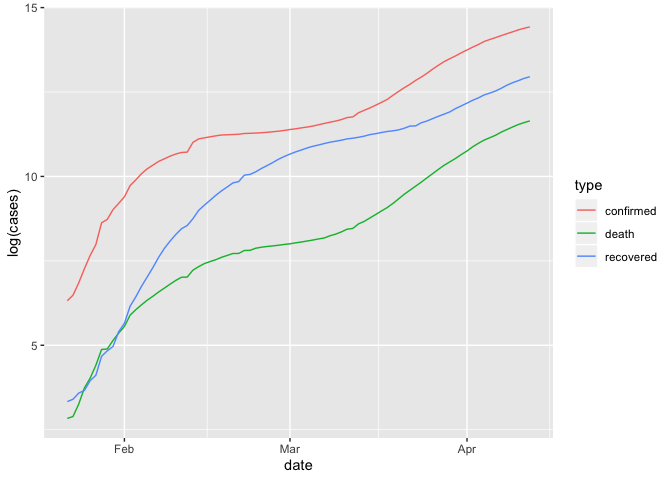 15
10
5
log(cases)
Feb
Mar
Apr
date
type
confirmed
death
recovered